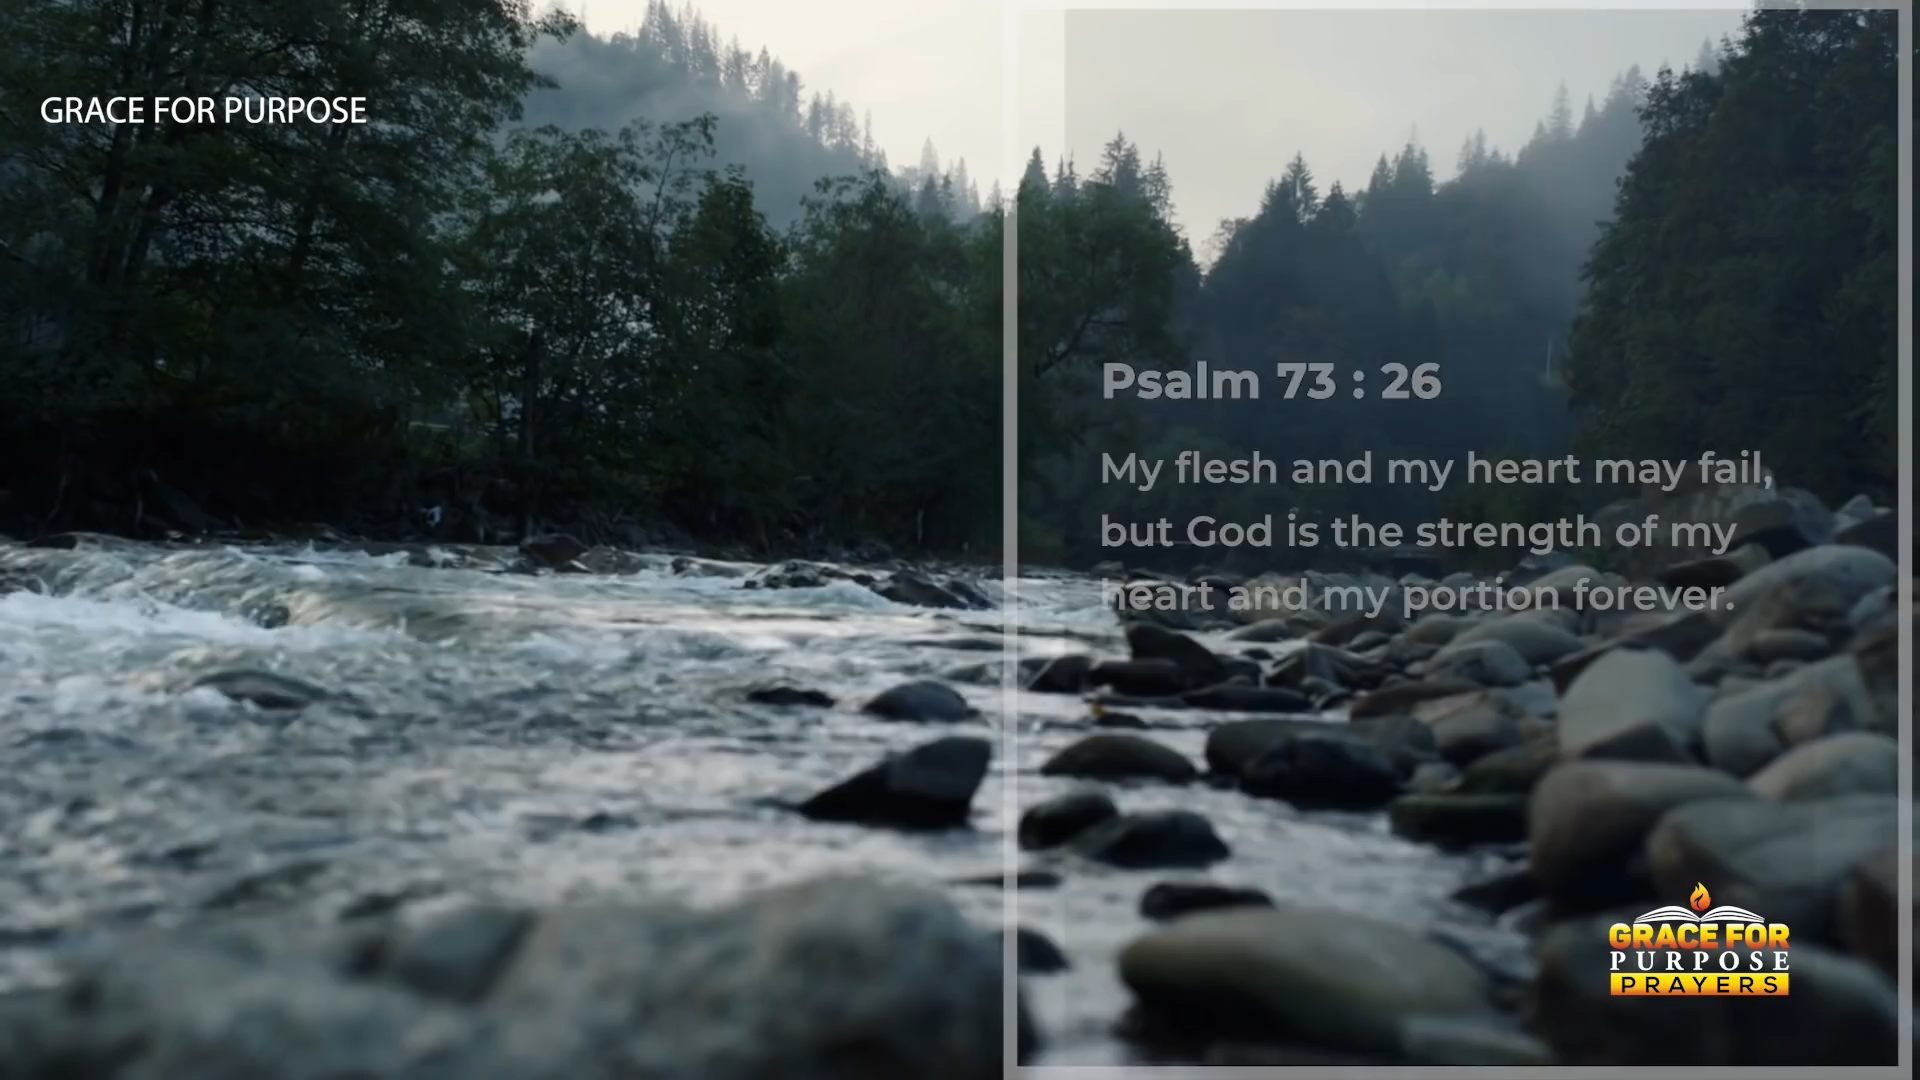 GRACE FOR PURPOSE
Psalm 73 : 26
My flesh and my heart may fail,
but God is the strength of my
heart and my portion forever.
GRACE FOR
PURPOSE
PRAYERS